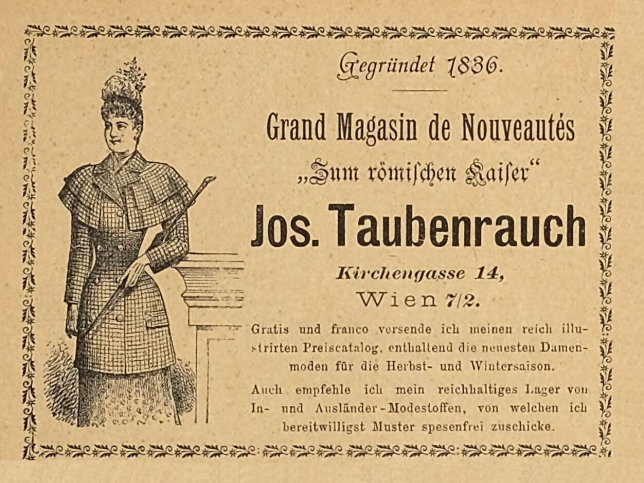 Gegründet 1836.
Grand Magasin de Nouveautés
„Zum römischen Kaiser“
Jos. Taubenrauch
Kirchengasse 14,
Wien 7/2.
Gratis und franco versende ich meinen reich illu-
strirten Preiscatalog, enthaltend die neuesten Damen-
moden für die Herbst- und Wintersaison.
Auch empfehle ich mein reichhaltiges Lager von
In- und Ausländer-Modestoffen, von welchen ich
bereitwilligst Muster spesenfrei zuschicke.